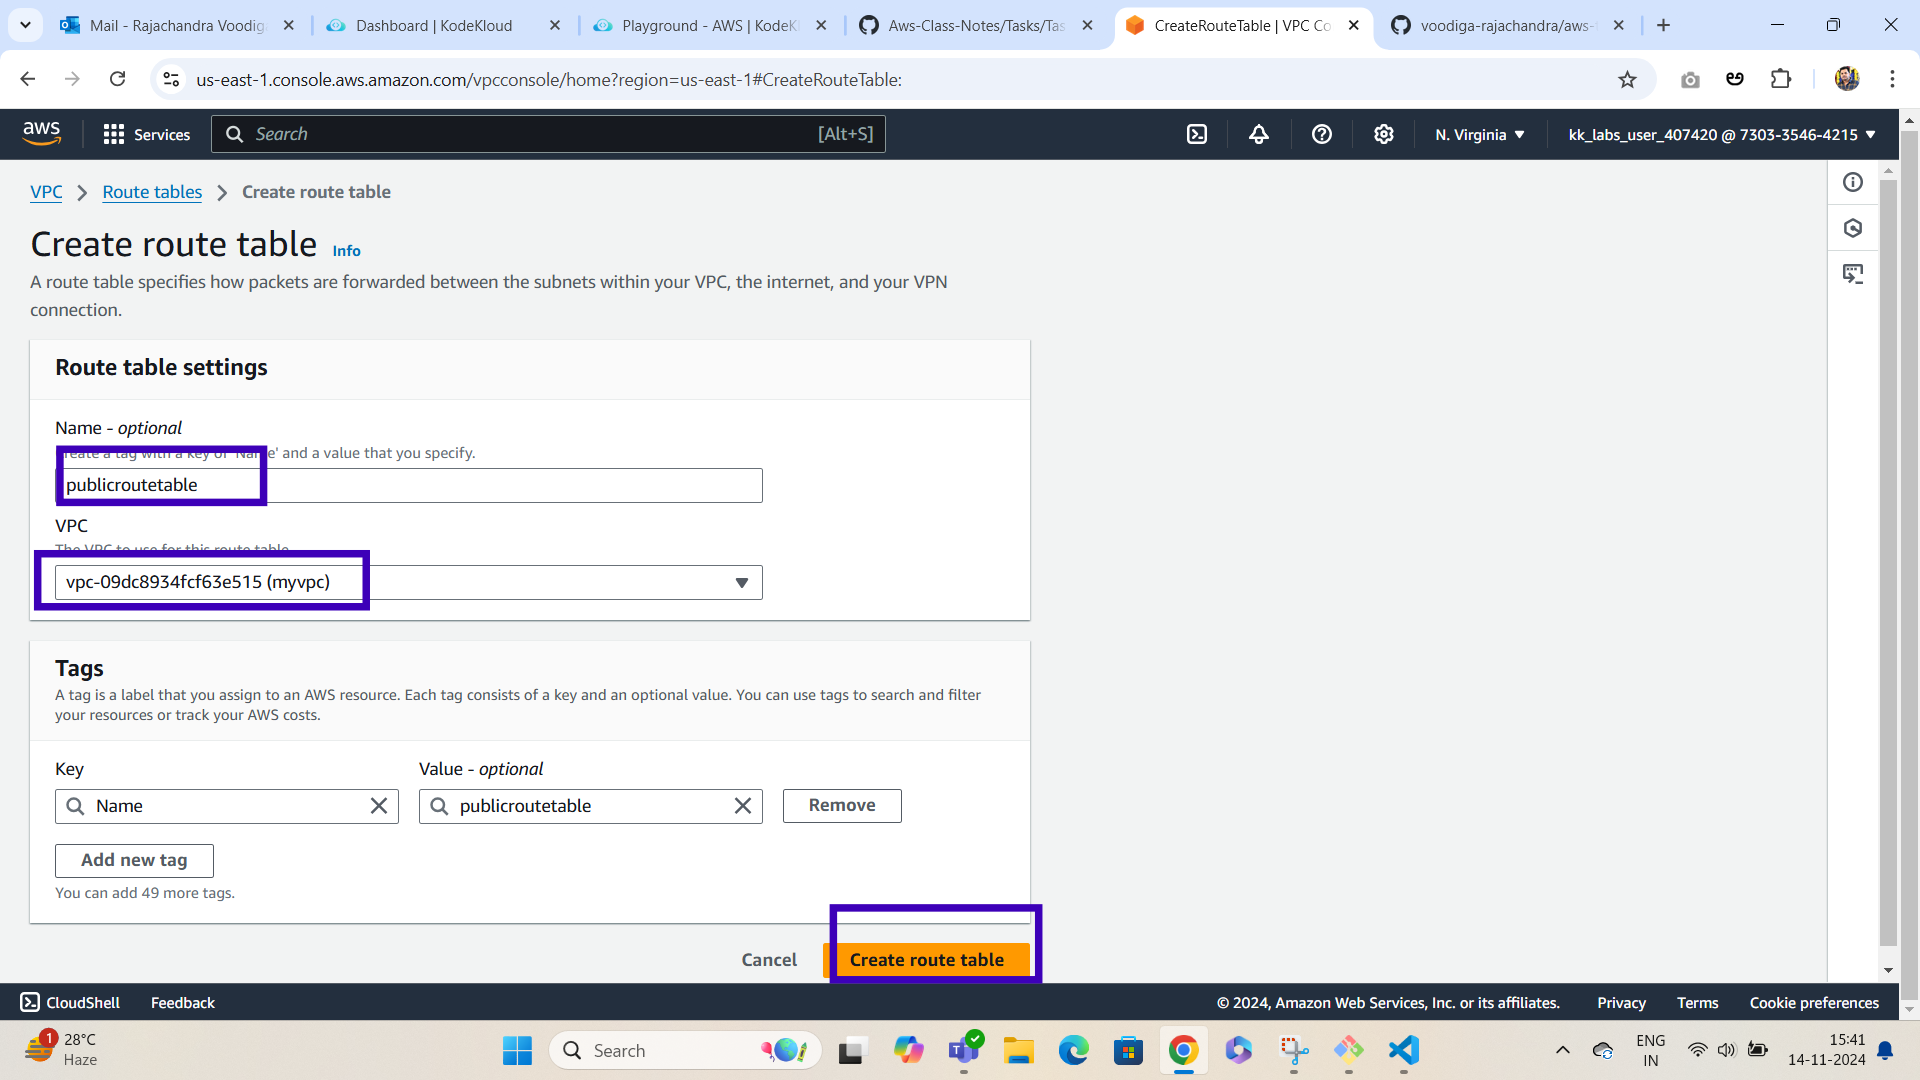 Mail - Rajachandra Voodig
Dashboard | KodeKloud
Playground - AWS | KodeK
Aws-Class-Notes/Tasks/Tas
CreateRouteTable | VPC Co
voodiga-rajachandra/aws-
us-east-1.console.aws.amazon.com/vpcconsole/home?region=us-east-1#CreateRouteTable:
aws
Services
Search
[Alt+S]
N. Virginia
kk_labs_user_407420 @ 7303-3546-4215
VPC
Route tables
Create route table
Create route table Info
A route table specifies how packets are forwarded between the subnets within your VPC, the internet, and your VPN
connection.
Route table settings
Name - optional
Create a tag with a key of 'Name' and a value that you specify.
publicroutetable
VPC
The VPC to use for this route table.
vpc-09dc8934fcf63e515 (myvpc)
Tags
A tag is a label that you assign to an AWS resource. Each tag consists of a key and an optional value. You can use tags to search and filter
your resources or track your AWS costs.
Key
Value - optional
Name
publicroutetable
Remove
Add new tag
You can add 49 more tags.
Cancel
Create route table
CloudShell
Feedback
© 2024, Amazon Web Services, Inc. or its affiliates.
Privacy
Terms
Cookie preferences
1
28°C
Haze
Search
ENG
IN
15:41
14-11-2024